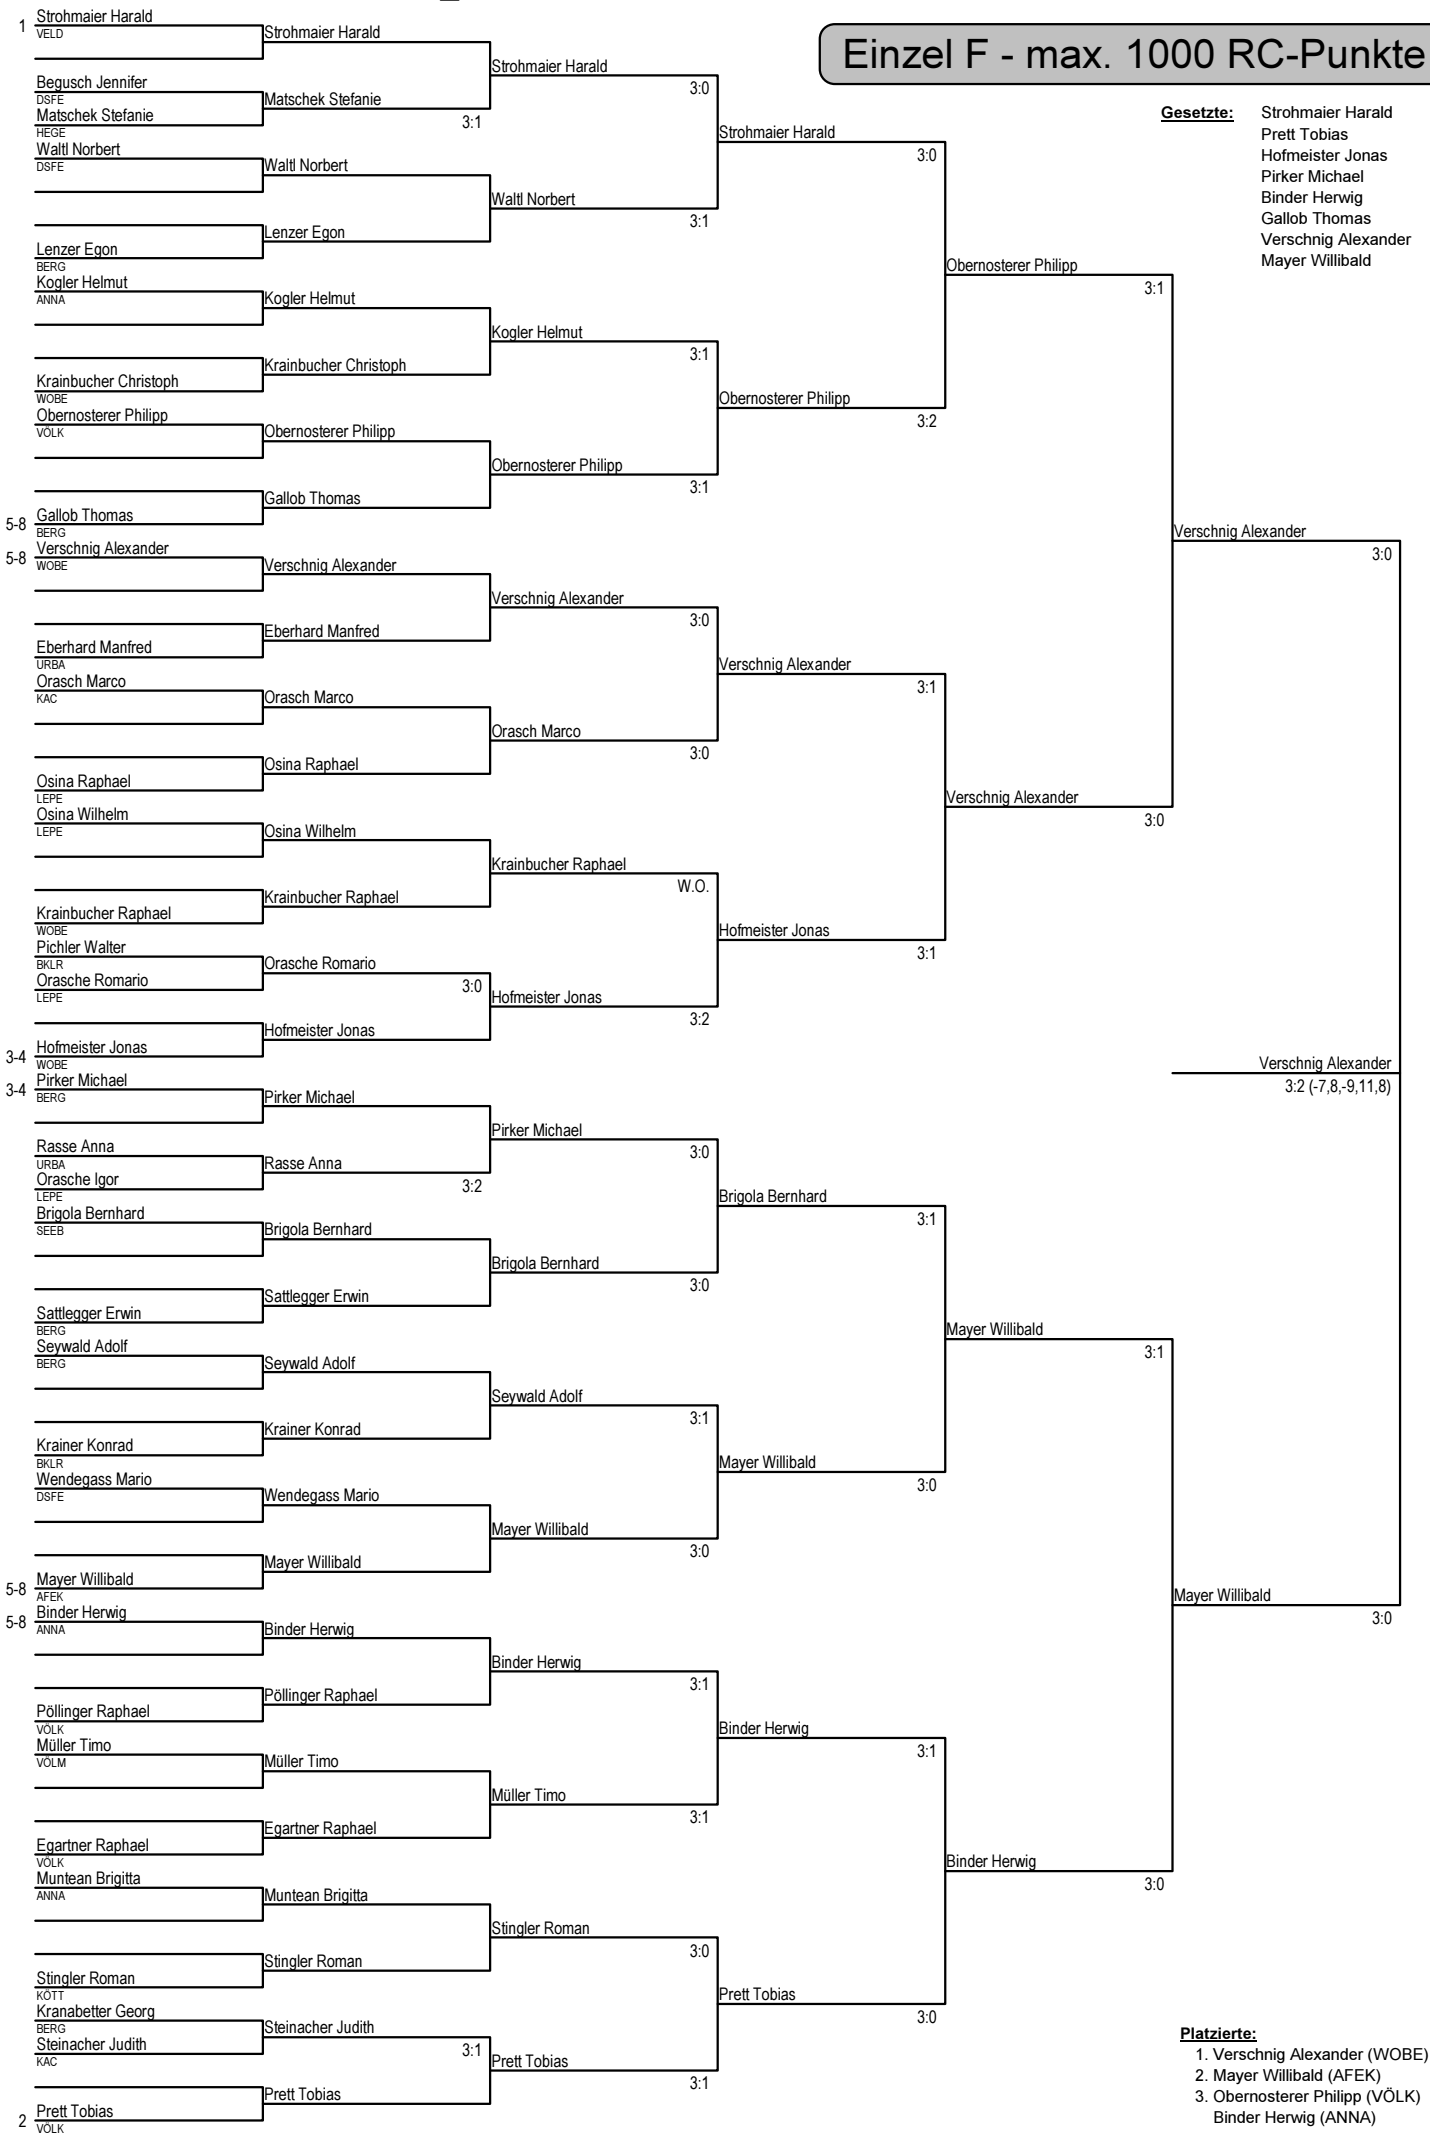 Einzel F - max. 1000 RC-Punkte
Gesetzte:
Strohmaier Harald
Prett Tobias
Hofmeister Jonas
Pirker Michael
Binder Herwig
Gallob Thomas
Verschnig Alexander
Mayer Willibald
1
Strohmaier Harald
VELD
Begusch Jennifer
DSFE
Matschek Stefanie
HEGE
Waltl Norbert
DSFE
Lenzer Egon
BERG
Kogler Helmut
ANNA
Krainbucher Christoph
WOBE
Obernosterer Philipp
VÖLK
5-8
Gallob Thomas
BERG
5-8
Verschnig Alexander
WOBE
Eberhard Manfred
URBA
Orasch Marco
KAC
Osina Raphael
LEPE
Osina Wilhelm
LEPE
Krainbucher Raphael
WOBE
Pichler Walter
BKLR
Orasche Romario
LEPE
3-4
Hofmeister Jonas
WOBE
3-4
Pirker Michael
BERG
Rasse Anna
URBA
Orasche Igor
LEPE
Brigola Bernhard
SEEB
Sattlegger Erwin
BERG
Seywald Adolf
BERG
Krainer Konrad
BKLR
Wendegass Mario
DSFE
5-8
Mayer Willibald
AFEK
5-8
Binder Herwig
ANNA
Pöllinger Raphael
VÖLK
Müller Timo
VÖLM
Egartner Raphael
VÖLK
Muntean Brigitta
ANNA
Stingler Roman
KÖTT
Kranabetter Georg
BERG
Steinacher Judith
KAC
2
Prett Tobias
VÖLK
Strohmaier Harald
Matschek Stefanie
3:1
Waltl Norbert
Lenzer Egon
Kogler Helmut
Krainbucher Christoph
Obernosterer Philipp
Gallob Thomas
Verschnig Alexander
Eberhard Manfred
Orasch Marco
Osina Raphael
Osina Wilhelm
Krainbucher Raphael
Orasche Romario
3:0
Hofmeister Jonas
Pirker Michael
Rasse Anna
3:2
Brigola Bernhard
Sattlegger Erwin
Seywald Adolf
Krainer Konrad
Wendegass Mario
Mayer Willibald
Binder Herwig
Pöllinger Raphael
Müller Timo
Egartner Raphael
Muntean Brigitta
Stingler Roman
Steinacher Judith
3:1
Prett Tobias
Strohmaier Harald
3:0
Waltl Norbert
3:1
Kogler Helmut
3:1
Obernosterer Philipp
3:1
Verschnig Alexander
3:0
Orasch Marco
3:0
Krainbucher Raphael
W.O.
Hofmeister Jonas
3:2
Pirker Michael
3:0
Brigola Bernhard
3:0
Seywald Adolf
3:1
Mayer Willibald
3:0
Binder Herwig
3:1
Müller Timo
3:1
Stingler Roman
3:0
Prett Tobias
3:1
Strohmaier Harald
3:0
Obernosterer Philipp
3:2
Verschnig Alexander
3:1
Hofmeister Jonas
3:1
Brigola Bernhard
3:1
Mayer Willibald
3:0
Binder Herwig
3:1
Prett Tobias
3:0
Obernosterer Philipp
3:1
Verschnig Alexander
3:0
Mayer Willibald
3:1
Binder Herwig
3:0
Verschnig Alexander
3:0
Mayer Willibald
3:0
Verschnig Alexander
3:2 (-7,8,-9,11,8)
Platzierte:
1. Verschnig Alexander (WOBE)
2. Mayer Willibald (AFEK)
3. Obernosterer Philipp (VÖLK)
Binder Herwig (ANNA)